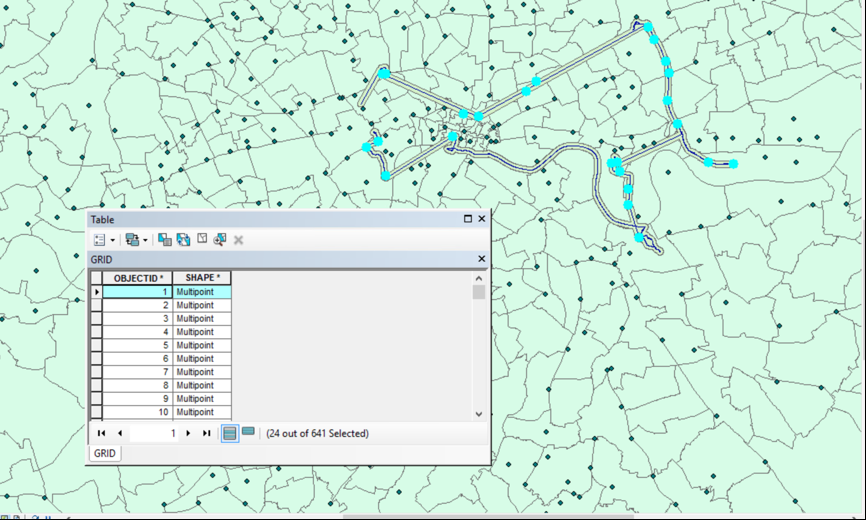 Table
GRID
OBJECTID * SHAPE *
1 Multipoint
2 Multipoint
3 Multipoint
4 Multipoint
5 Multipoint
6 Multipoint
7 Multipoint
8 Multipoint
9 Multipoint
10 Multipoint
1 (24 out of 641 Selected)
GRID